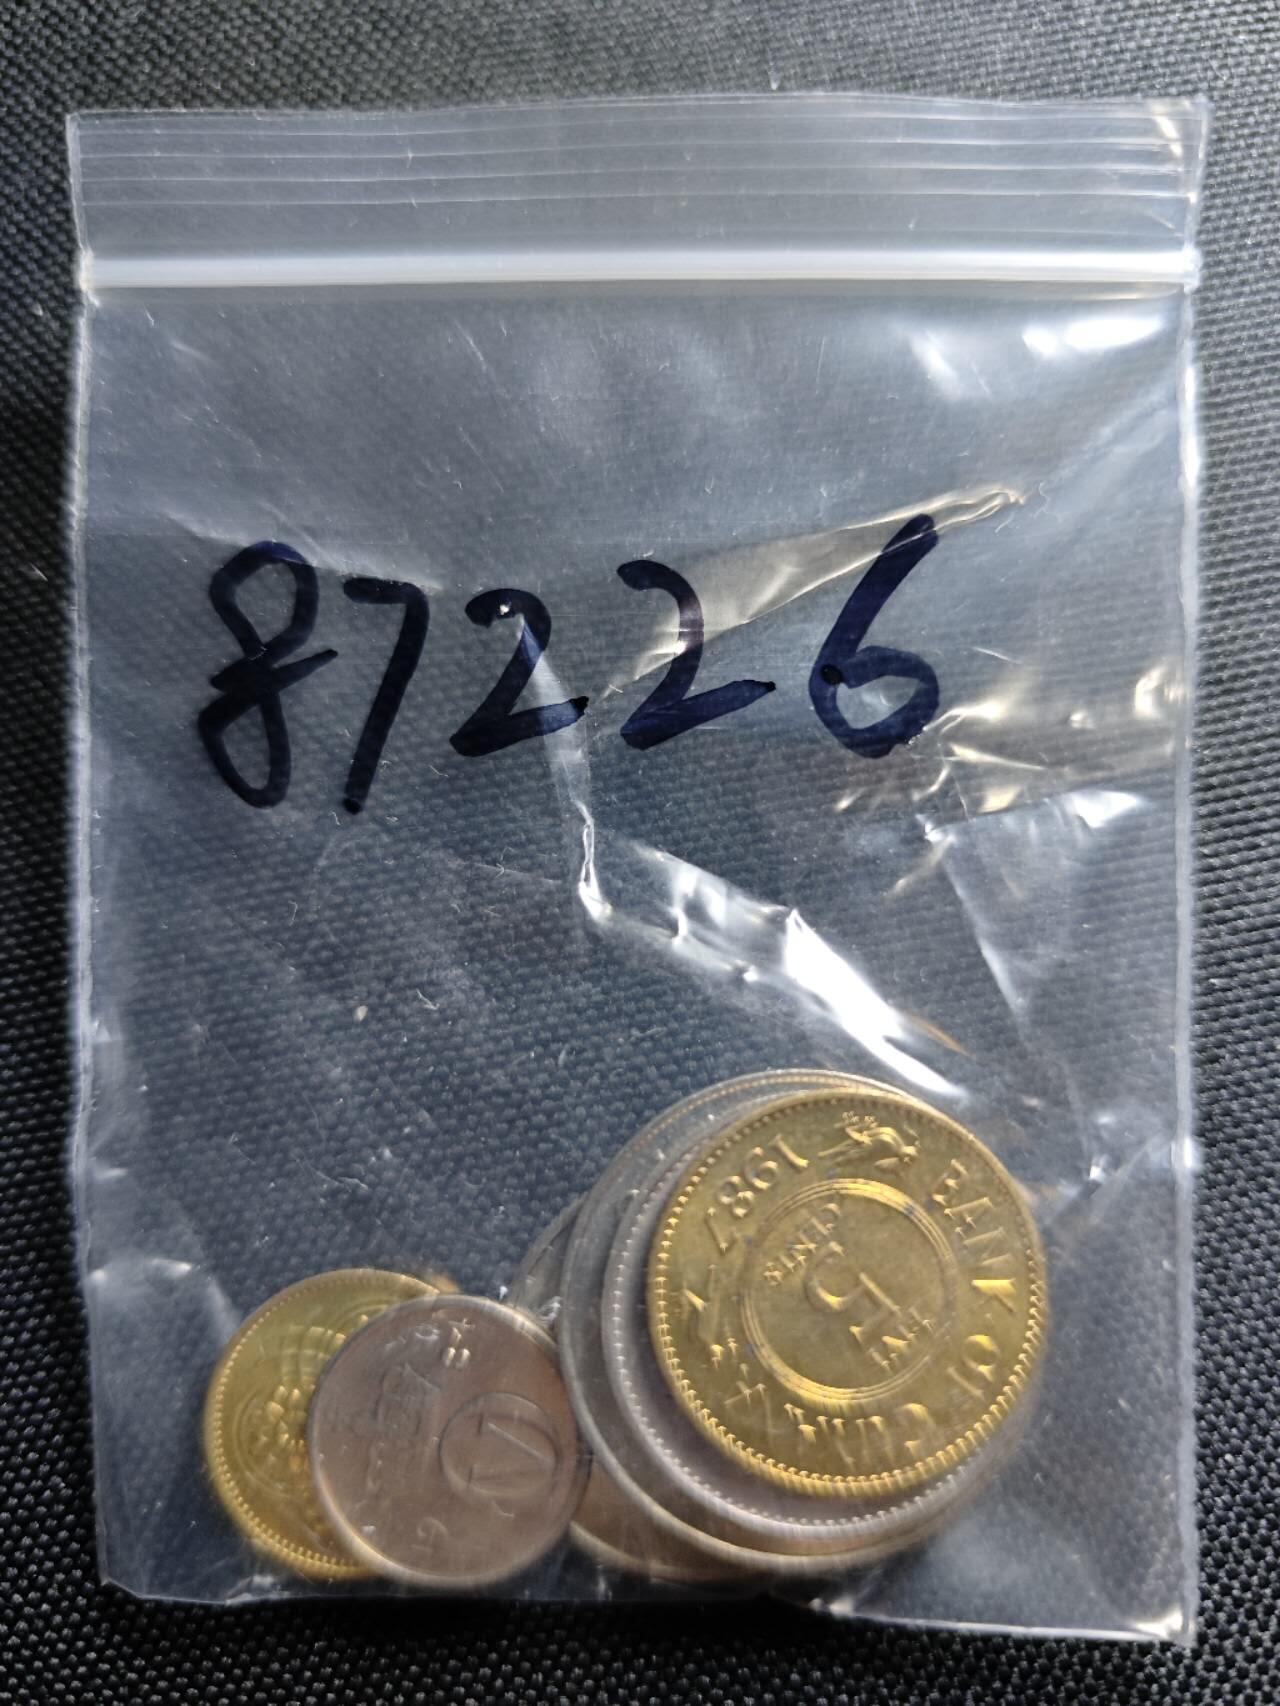 87226
1987
BANK OF GUYANA
FIVE
5
CENTS